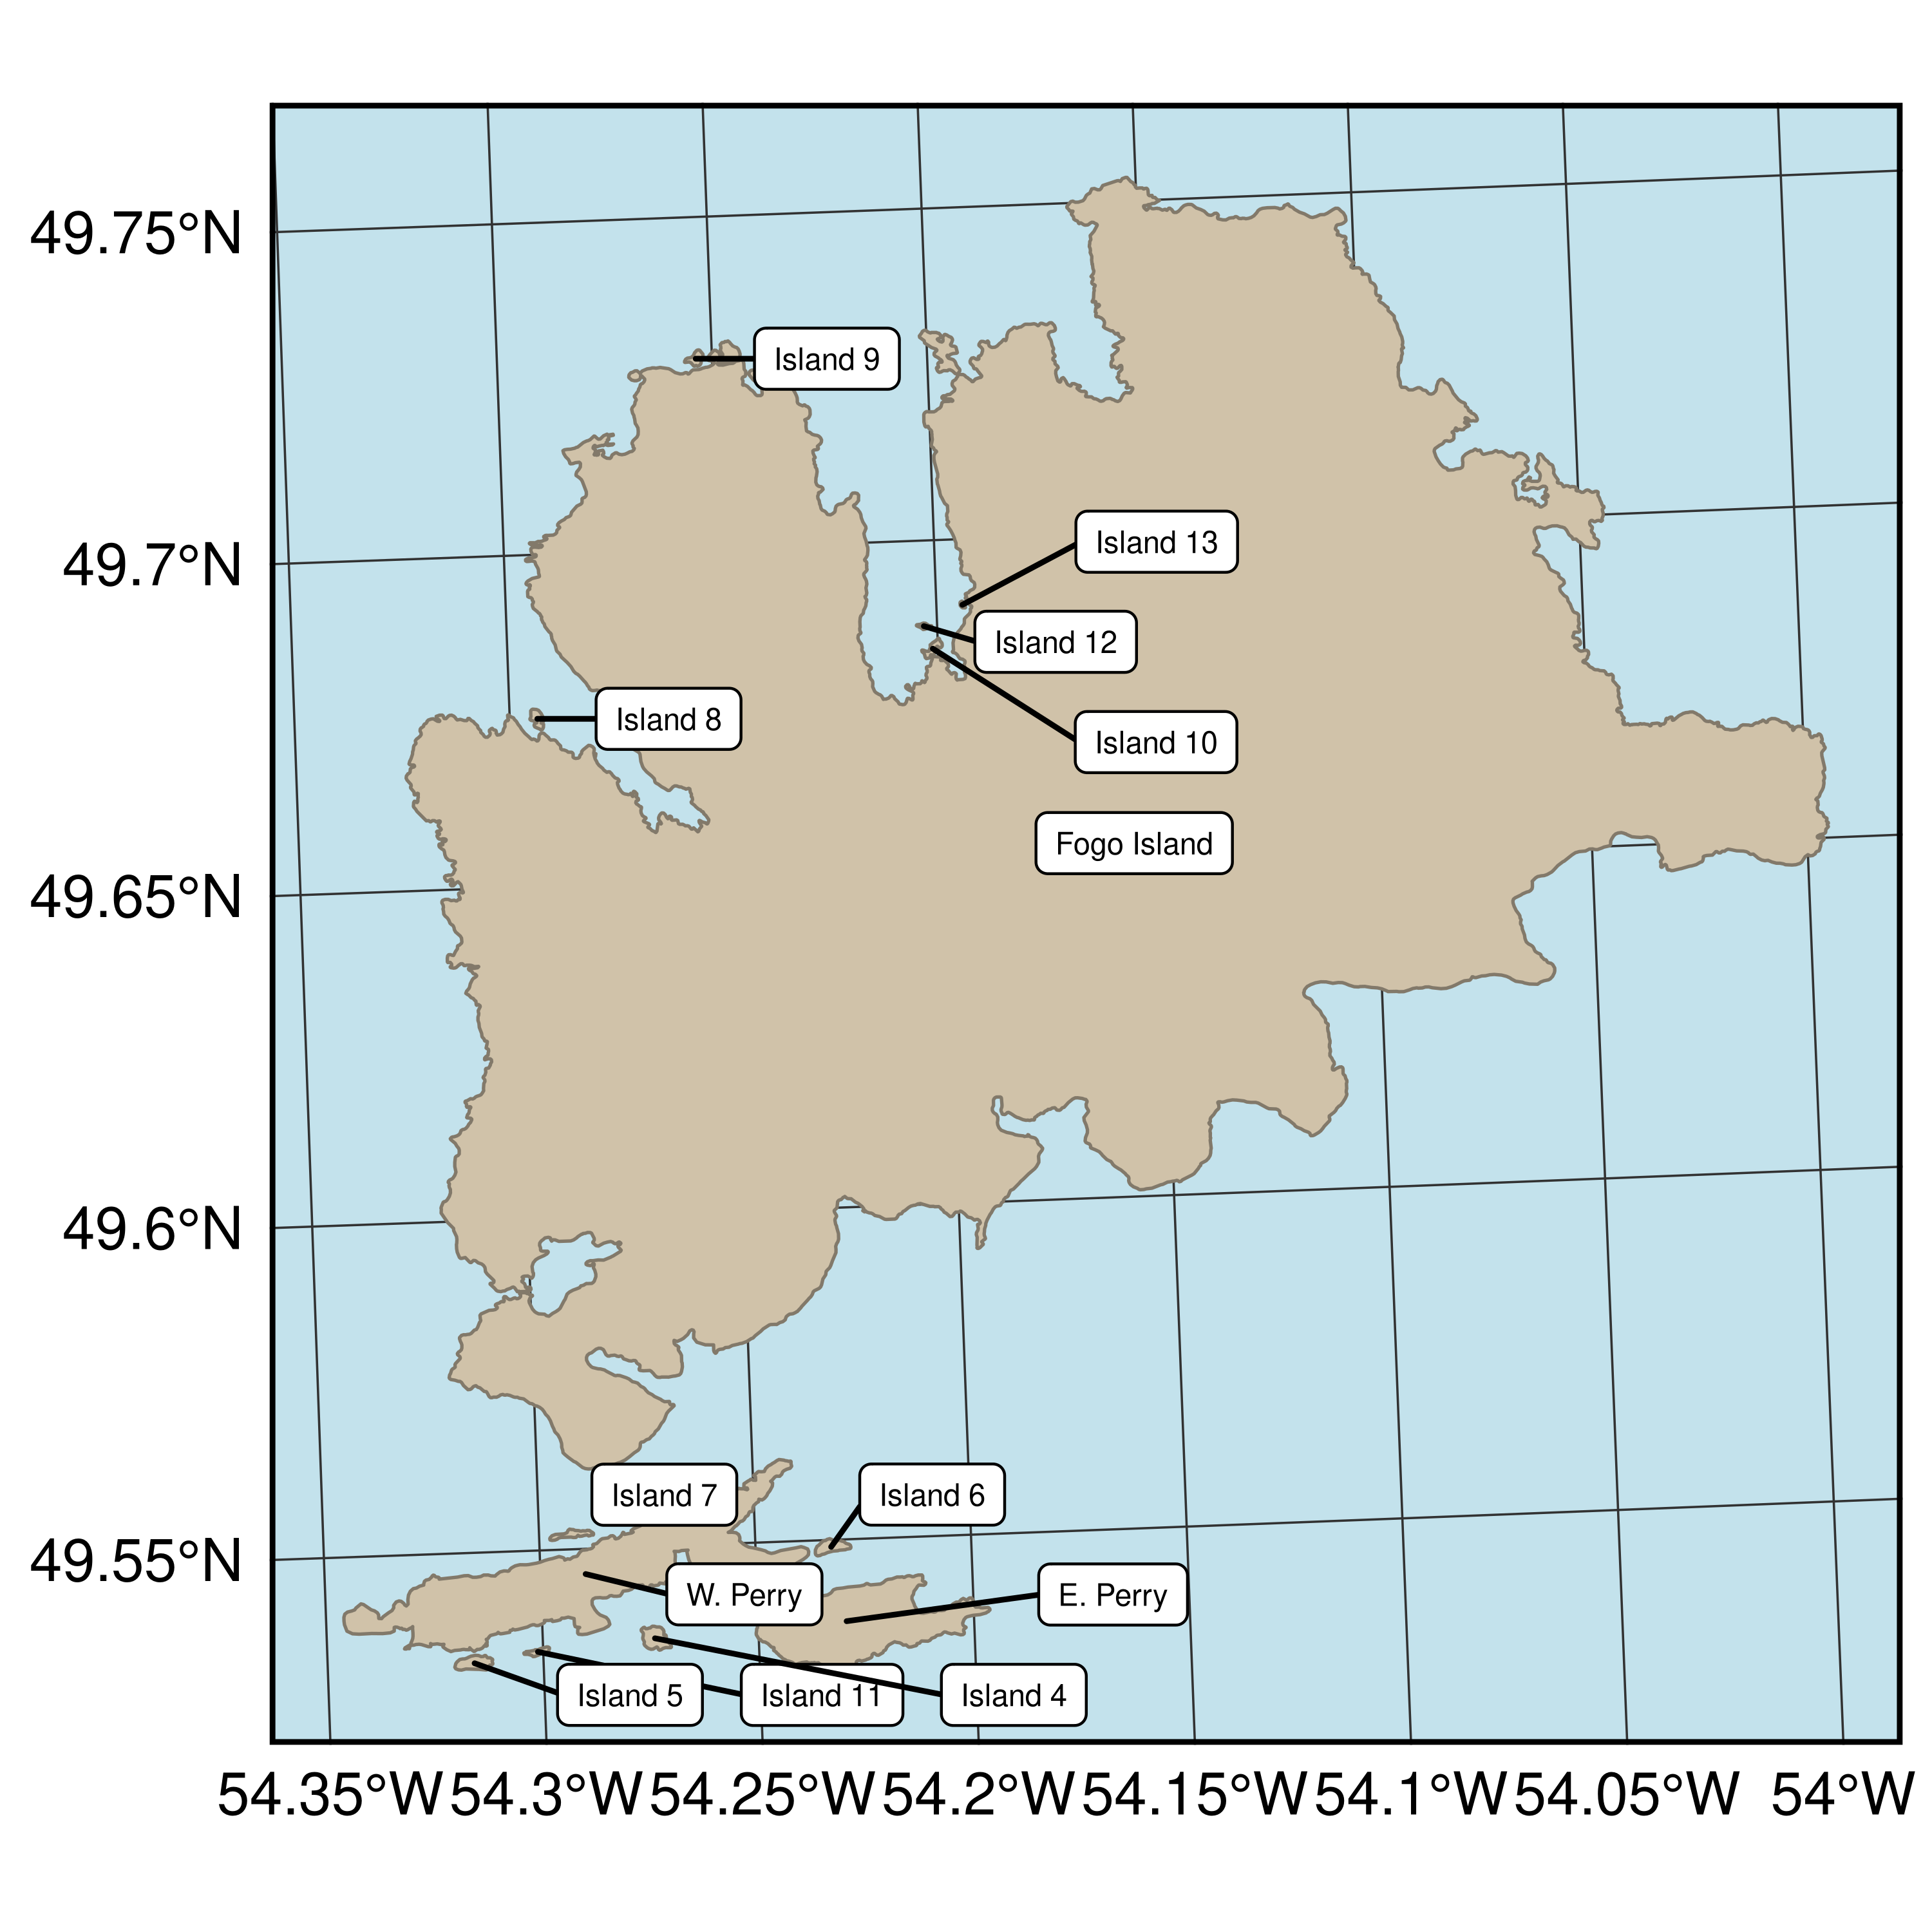 49.75°N
Island 9
Island 13
49.7°N
Island 12
Island 8
Island 10
Fogo Island
49.65°N
49.6°N
Island 7
Island 6
49.55°N
W. Perry
E. Perry
Island 5
Island 11
Island 4
54.35°W
54.3°W
54.25°W
54.2°W
54.15°W
54.1°W
54.05°W
54°W